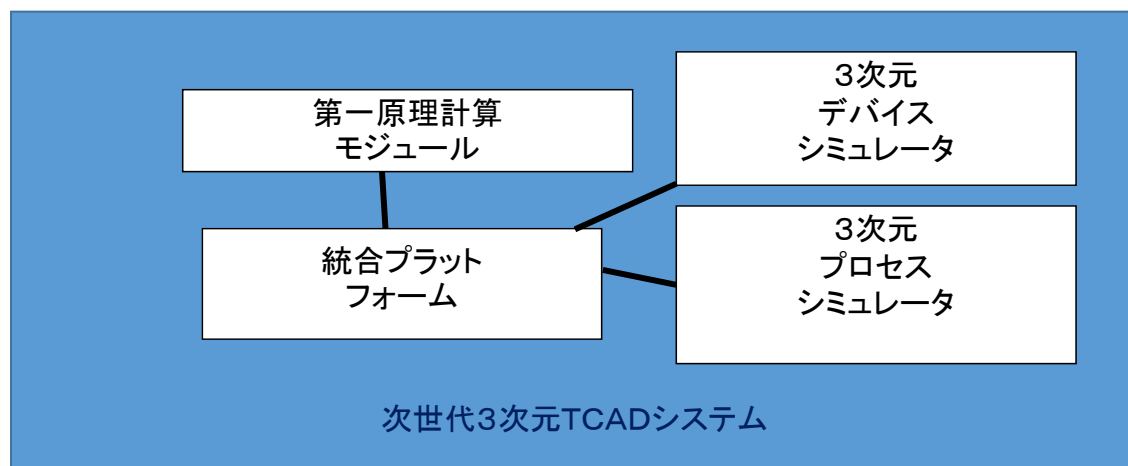 第一原理計算
モジュール
3次元
デバイス
シミュレータ
統合プラット
フォーム
3次元
プロセス
シミュレータ
次世代3次元TCADシステム